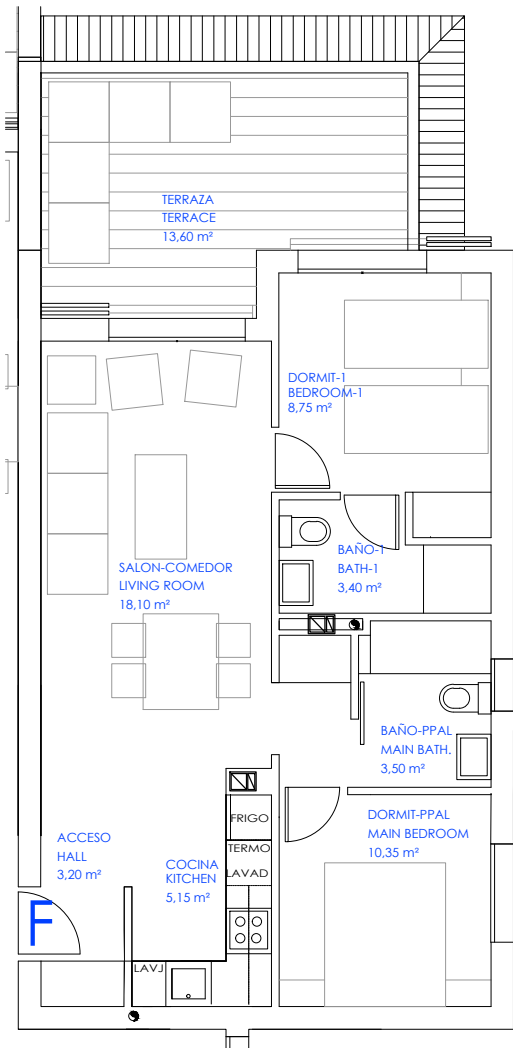 TERRAZA
TERRACE
13,60 m²
DORMIT-1
BEDROOM-1
8,75 m²
BAÑO-1
BATH-1
3,40 m²
SALON-COMEDOR
LIVING ROOM
18,10 m²
BAÑO-PPAL
MAIN BATH.
3,50 m²
DORMIT-PPAL
MAIN BEDROOM
10,35 m²
FRIGO
TERMO
LAVAD
ACCESO
HALL
3,20 m²
COCINA
KITCHEN
5,15 m²
F
LAVJ